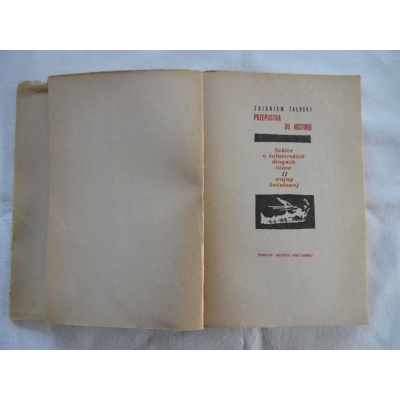 ZBIGNIEW ZAŁUSKI
PRZEPUSTKA
DO HISTORII
Szkice
o żołnierskich
drogach
czasu
II
wojny
światowej